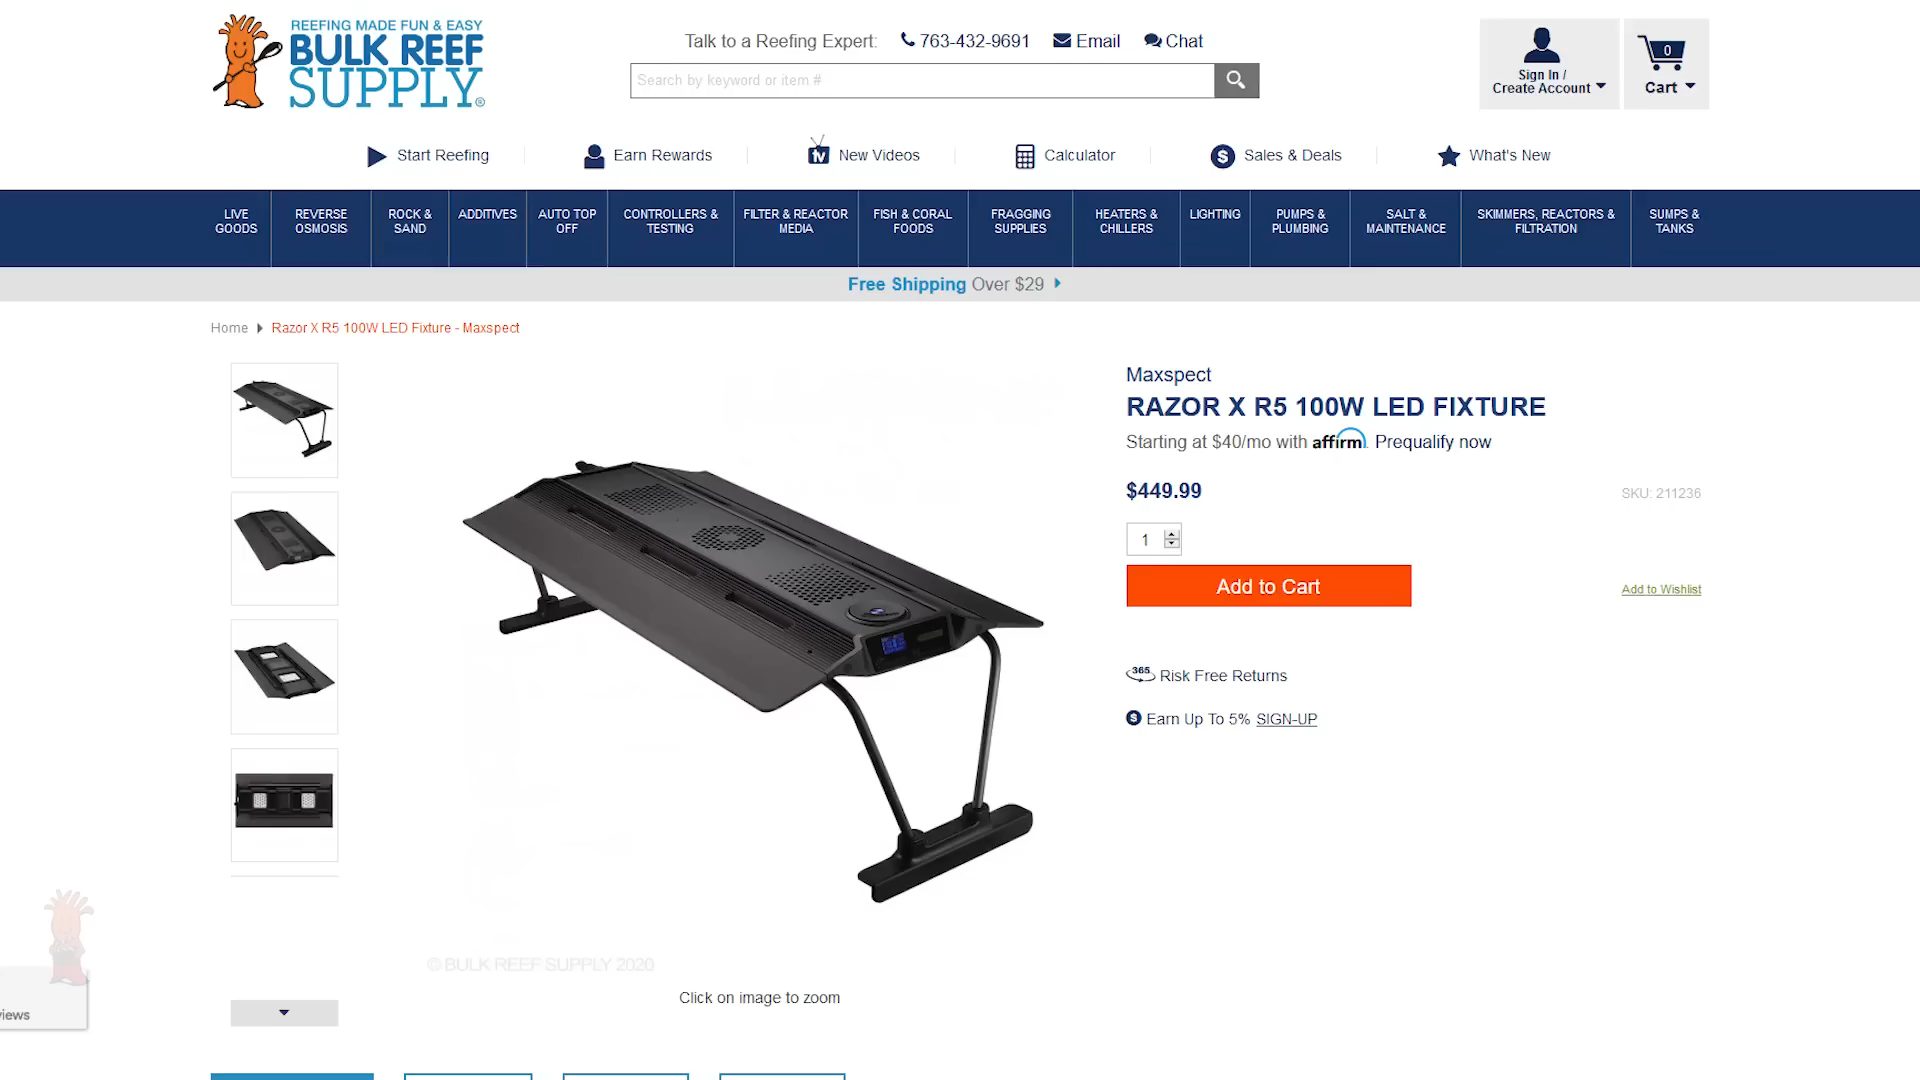 REEFING MADE FUN & EASY
BULK REEF
SUPPLY®
Talk to a Reefing Expert: 763-432-9691 Email Chat
Search by keyword or item #
Sign In /
Create Account
0
Cart
Start Reefing
Earn Rewards
tv
New Videos
Calculator
$
Sales & Deals
What's New
LIVE
GOODS
REVERSE
OSMOSIS
ROCK &
SAND
ADDITIVES
AUTO TOP
OFF
CONTROLLERS &
TESTING
FILTER & REACTOR
MEDIA
FISH & CORAL
FOODS
FRAGGING
SUPPLIES
HEATERS &
CHILLERS
LIGHTING
PUMPS &
PLUMBING
SALT &
MAINTENANCE
SKIMMERS, REACTORS &
FILTRATION
SUMPS &
TANKS
Free Shipping Over $29
Home Razor X R5 100W LED Fixture - Maxspect
Maxspect
RAZOR X R5 100W LED FIXTURE
Starting at $40/mo with affirm. Prequalify now
$449.99
SKU: 211236
1
Add to Cart
Add to Wishlist
365 Risk Free Returns
$ Earn Up To 5% SIGN-UP
© BULK REEF SUPPLY 2020
Click on image to zoom
views